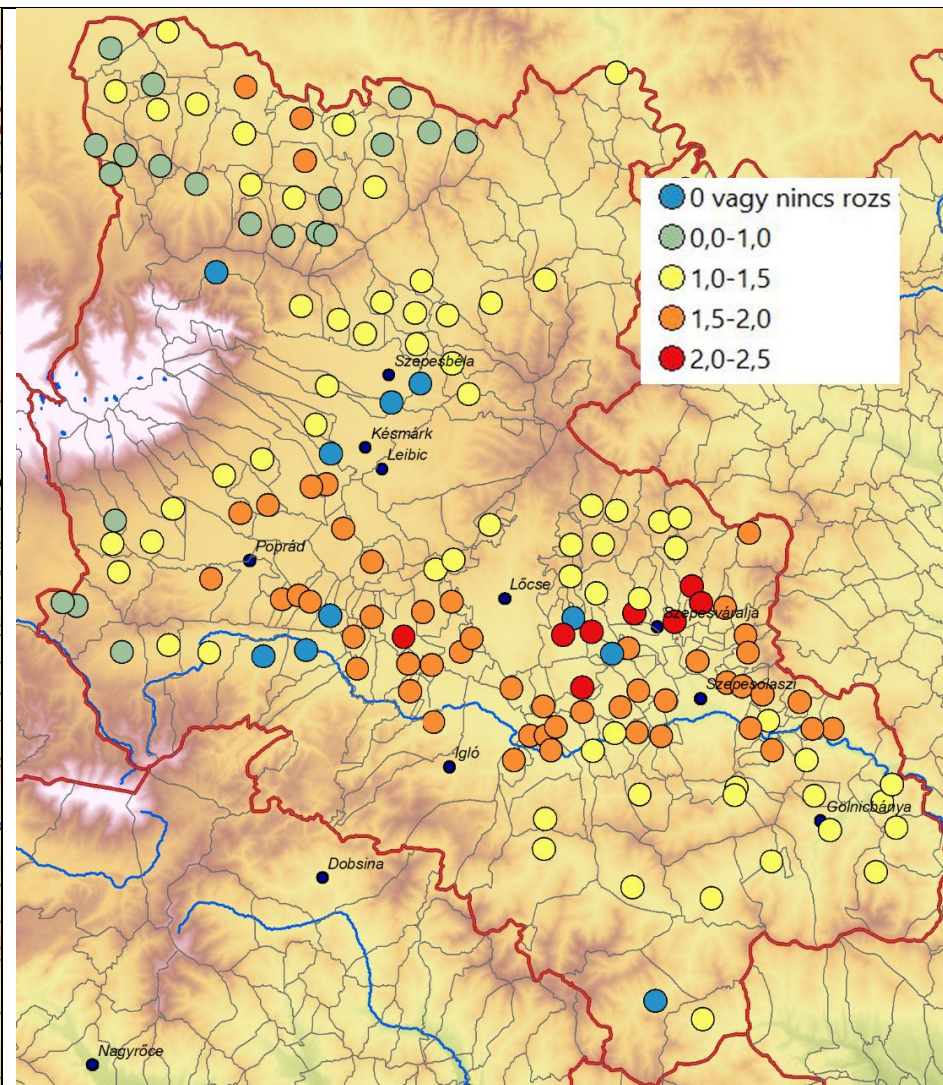 0 vagy nincs rozs
0,0-1,0
1,0-1,5
1,5-2,0
2,0-2,5
Szepesbéla
Késmárk
Leibic
Poprád
Lőcse
Szepesváralja
Szepesolaszi
Igló
Gölnicbánya
Dobsina
Nagyrőce